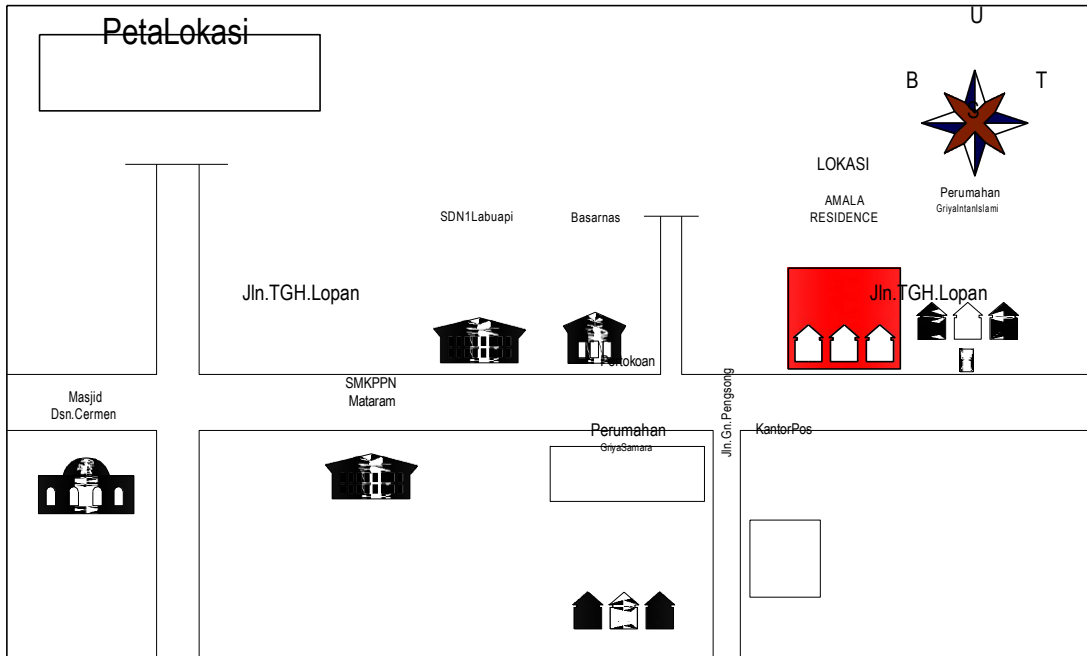 PetaLokasi
U
B
T
S
LOKASI
AMALA
RESIDENCE
Perumahan
GriyaIntanIslami
SDN1Labuapi
Basarnas
Jln.TGH.Lopan
Jln.TGH.Lopan
Pertokoan
SMKPPN
Mataram
Masjid
Dsn.Cermen
Jln.Gn.Pengsong
Perumahan
GriyaSamara
KantorPos